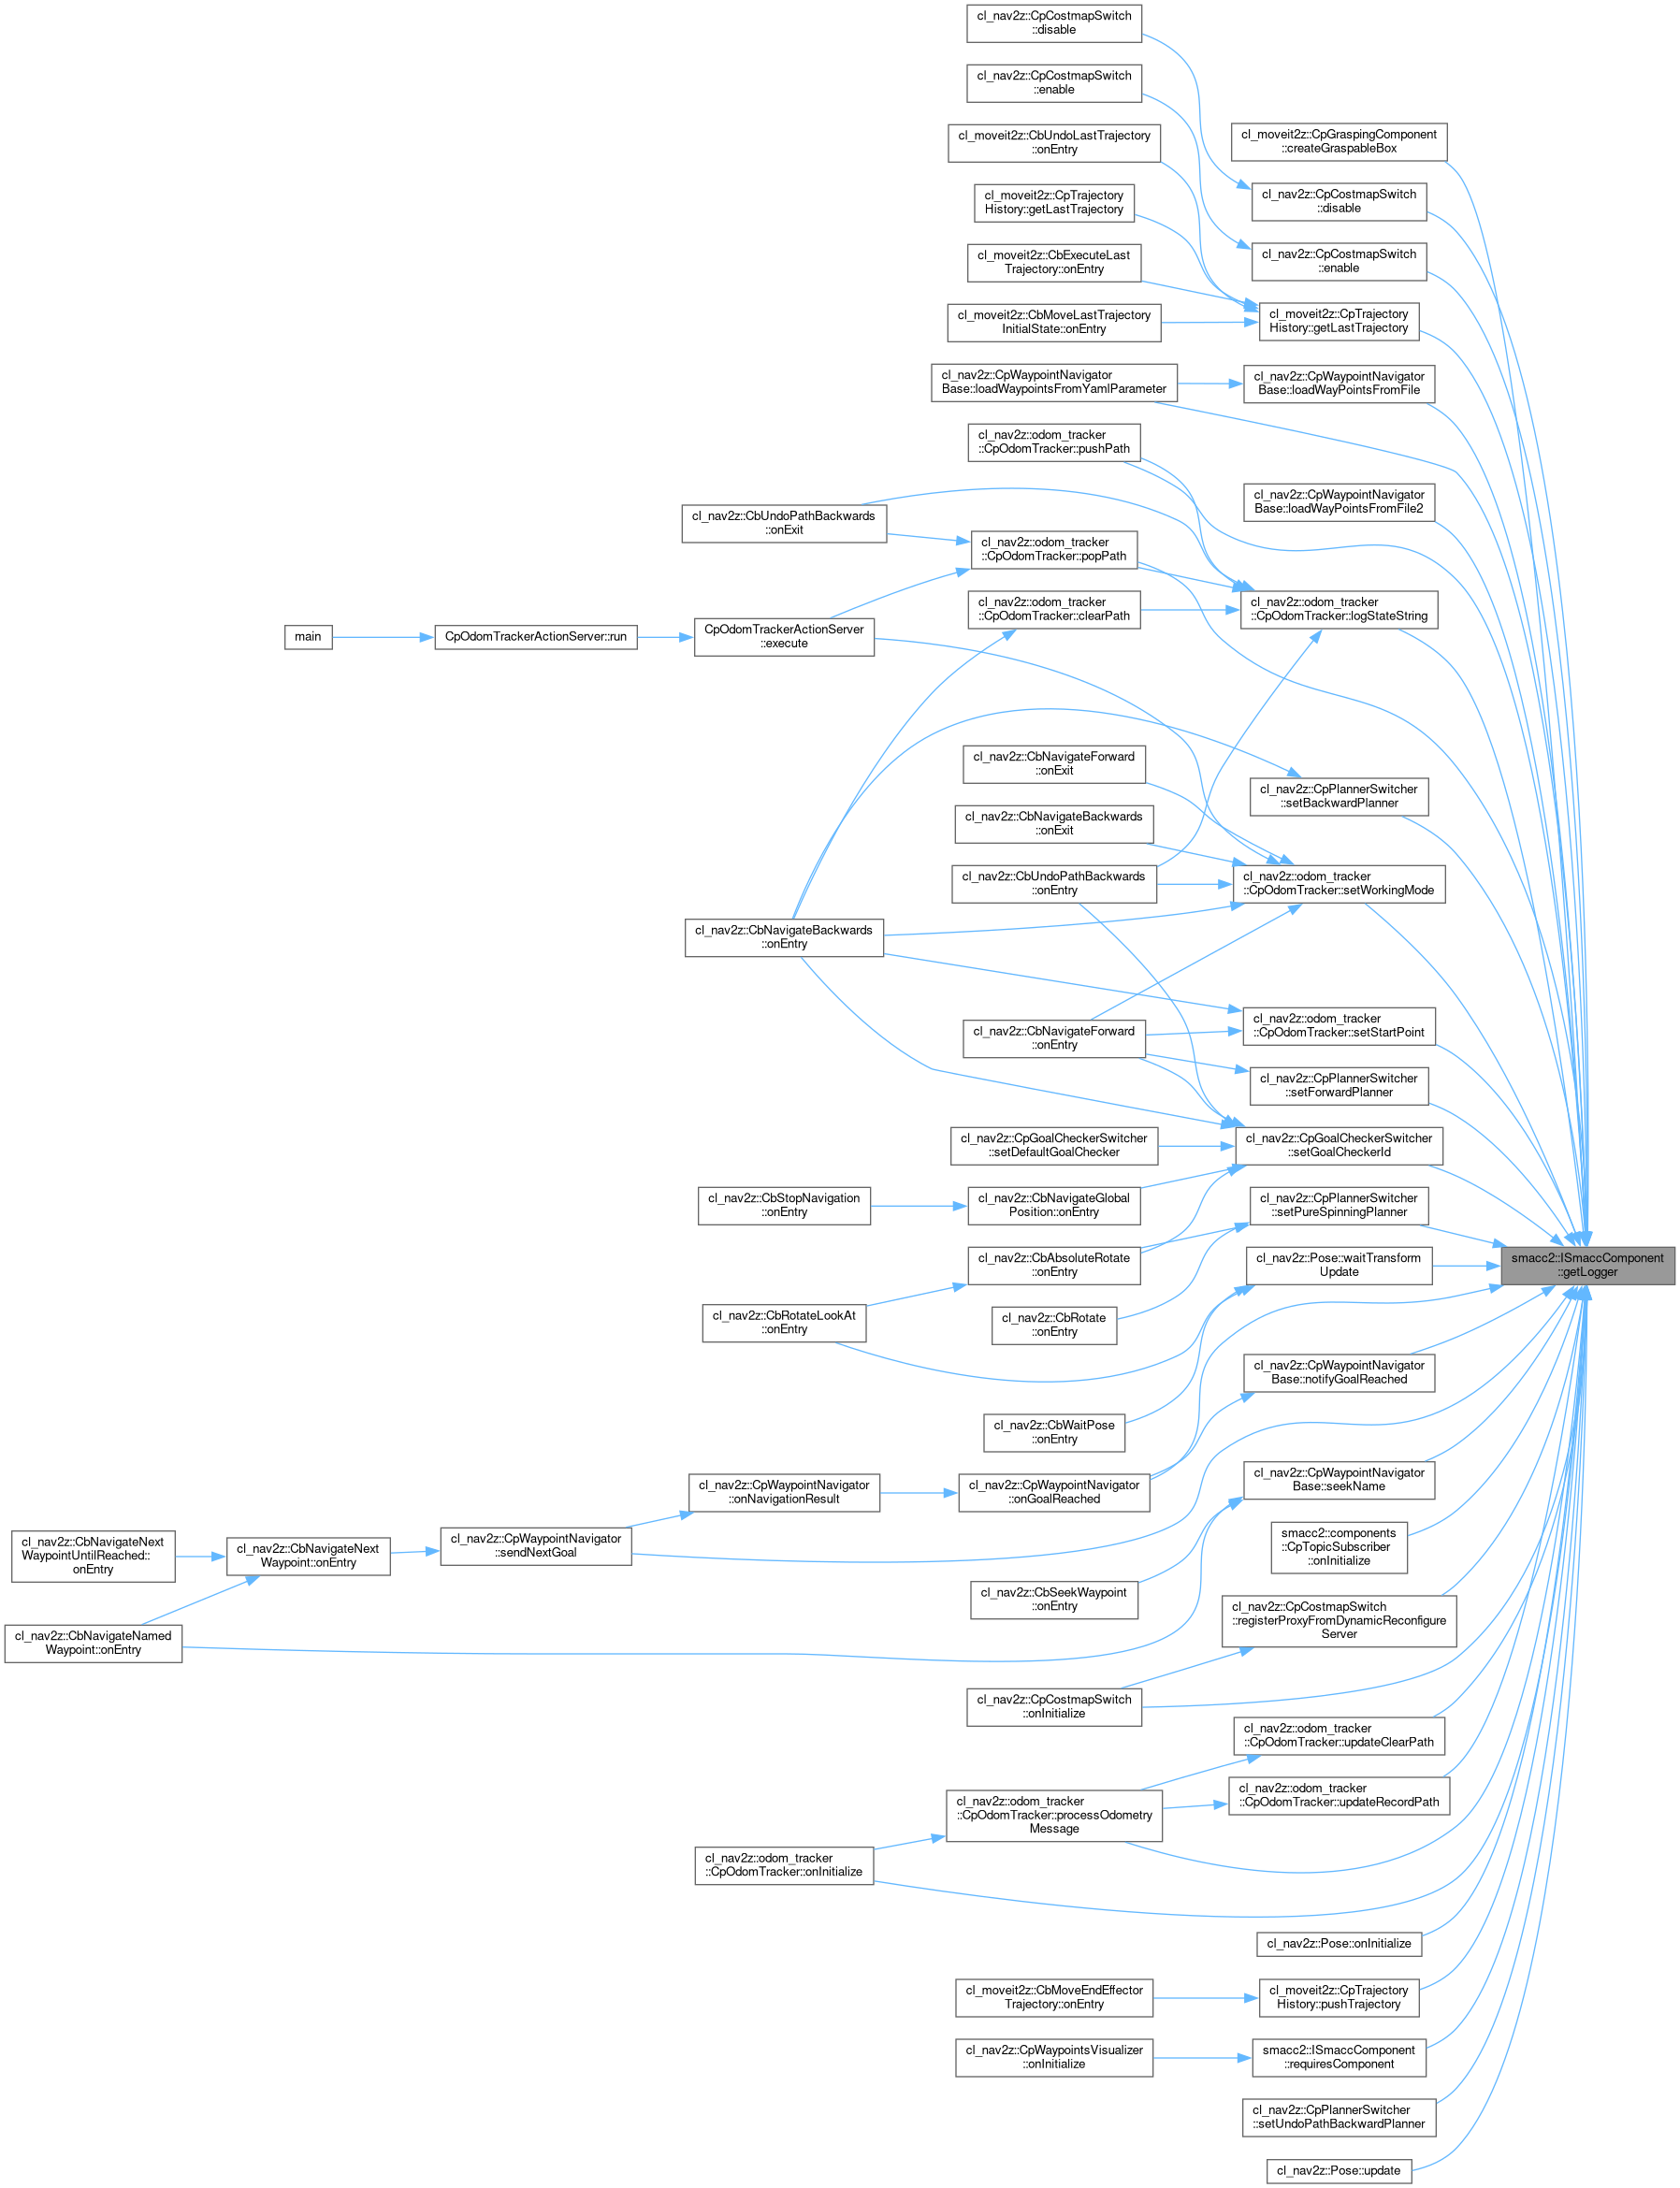 cl_nav2z::CpCostmapSwitch
::disable
cl_nav2z::CpCostmapSwitch
::enable
cl_moveit2z::CbUndoLastTrajectory
::onEntry
cl_moveit2z::CpGraspingComponent
::createGraspableBox
cl_moveit2z::CpTrajectory
History::getLastTrajectory
cl_nav2z::CpCostmapSwitch
::disable
cl_moveit2z::CbExecuteLast
Trajectory::onEntry
cl_nav2z::CpCostmapSwitch
::enable
cl_moveit2z::CbMoveLastTrajectory
InitialState::onEntry
cl_moveit2z::CpTrajectory
History::getLastTrajectory
cl_nav2z::CpWaypointNavigator
Base::loadWaypointsFromYamlParameter
cl_nav2z::CpWaypointNavigator
Base::loadWayPointsFromFile
cl_nav2z::odom_tracker
::CpOdomTracker::pushPath
cl_nav2z::CpWaypointNavigator
Base::loadWayPointsFromFile2
cl_nav2z::CbUndoPathBackwards
::onExit
cl_nav2z::odom_tracker
::CpOdomTracker::popPath
cl_nav2z::odom_tracker
::CpOdomTracker::clearPath
cl_nav2z::odom_tracker
::CpOdomTracker::logStateString
main
CpOdomTrackerActionServer::run
CpOdomTrackerActionServer
::execute
cl_nav2z::CbNavigateForward
::onExit
cl_nav2z::CpPlannerSwitcher
::setBackwardPlanner
cl_nav2z::CbNavigateBackwards
::onExit
cl_nav2z::CbUndoPathBackwards
::onEntry
cl_nav2z::odom_tracker
::CpOdomTracker::setWorkingMode
cl_nav2z::CbNavigateBackwards
::onEntry
cl_nav2z::CbNavigateForward
::onEntry
cl_nav2z::odom_tracker
::CpOdomTracker::setStartPoint
cl_nav2z::CpPlannerSwitcher
::setForwardPlanner
cl_nav2z::CpGoalCheckerSwitcher
::setDefaultGoalChecker
cl_nav2z::CpGoalCheckerSwitcher
::setGoalCheckerId
cl_nav2z::CbStopNavigation
::onEntry
cl_nav2z::CbNavigateGlobal
Position::onEntry
cl_nav2z::CpPlannerSwitcher
::setPureSpinningPlanner
cl_nav2z::CbAbsoluteRotate
::onEntry
cl_nav2z::Pose::waitTransform
Update
smacc2::ISmaccComponent
::getLogger
cl_nav2z::CbRotateLookAt
::onEntry
cl_nav2z::CbRotate
::onEntry
cl_nav2z::CpWaypointNavigator
Base::notifyGoalReached
cl_nav2z::CbWaitPose
::onEntry
cl_nav2z::CpWaypointNavigator
::onNavigationResult
cl_nav2z::CpWaypointNavigator
::onGoalReached
cl_nav2z::CpWaypointNavigator
Base::seekName
cl_nav2z::CbNavigateNext
WaypointUntilReached::
onEntry
cl_nav2z::CbNavigateNext
Waypoint::onEntry
cl_nav2z::CpWaypointNavigator
::sendNextGoal
smacc2::components
::CpTopicSubscriber
::onInitialize
cl_nav2z::CbSeekWaypoint
::onEntry
cl_nav2z::CbNavigateNamed
Waypoint::onEntry
cl_nav2z::CpCostmapSwitch
::registerProxyFromDynamicReconfigure
Server
cl_nav2z::CpCostmapSwitch
::onInitialize
cl_nav2z::odom_tracker
::CpOdomTracker::updateClearPath
cl_nav2z::odom_tracker
::CpOdomTracker::processOdometry
Message
cl_nav2z::odom_tracker
::CpOdomTracker::updateRecordPath
cl_nav2z::odom_tracker
::CpOdomTracker::onInitialize
cl_nav2z::Pose::onInitialize
cl_moveit2z::CbMoveEndEffector
Trajectory::onEntry
cl_moveit2z::CpTrajectory
History::pushTrajectory
cl_nav2z::CpWaypointsVisualizer
::onInitialize
smacc2::ISmaccComponent
::requiresComponent
cl_nav2z::CpPlannerSwitcher
::setUndoPathBackwardPlanner
cl_nav2z::Pose::update